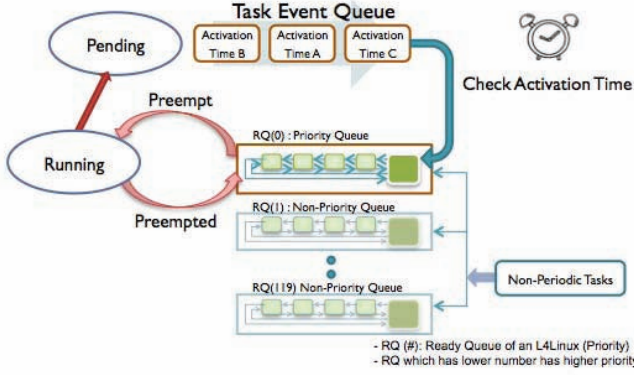 Task Event Queue
Pending
Activation
Time B
Activation
Time A
Activation
Time C
Check Activation Time
Preempt
RQ(0) : Priority Queue
Running
Preempted
RQ(1) : Non-Priority Queue
RQ(119) Non-Priority Queue
Non-Periodic Tasks
- RQ (#): Ready Queue of an L4Linux (Priority)
- RQ which has lower number has higher priority